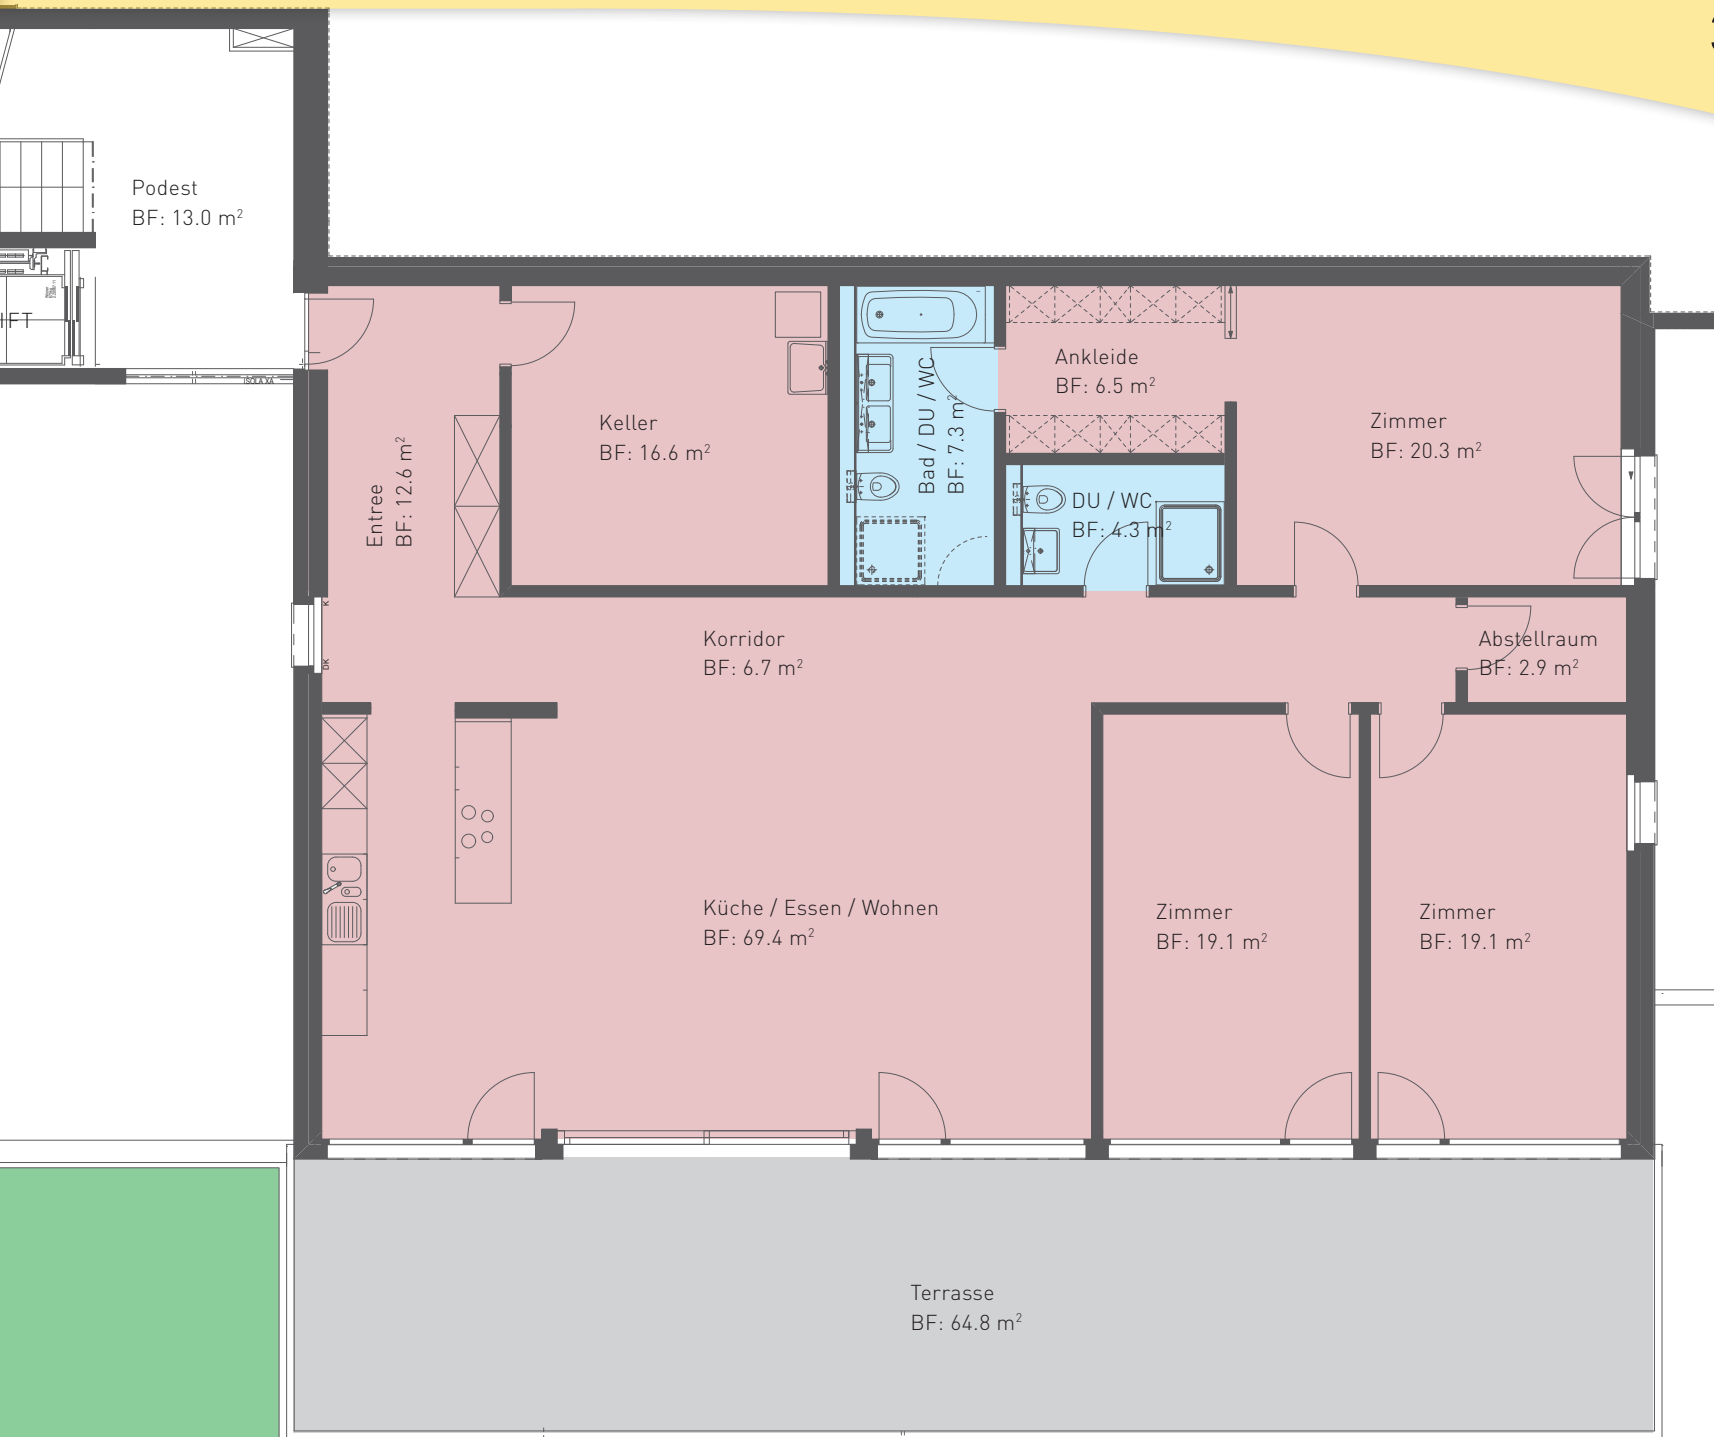 Podest
BF: 13.0 m²
IFT
ISOLA XA
Entree
BF: 12.6 m²
Keller
BF: 16.6 m²
Bad / DU / WC
BF: 7.3 m²
Ankleide
BF: 6.5 m²
DU / WC
BF: 4.3 m²
Zimmer
BF: 20.3 m²
K
DK
Korridor
BF: 6.7 m²
Abstellraum
BF: 2.9 m²
Küche / Essen / Wohnen
BF: 69.4 m²
Zimmer
BF: 19.1 m²
Zimmer
BF: 19.1 m²
Terrasse
BF: 64.8 m²